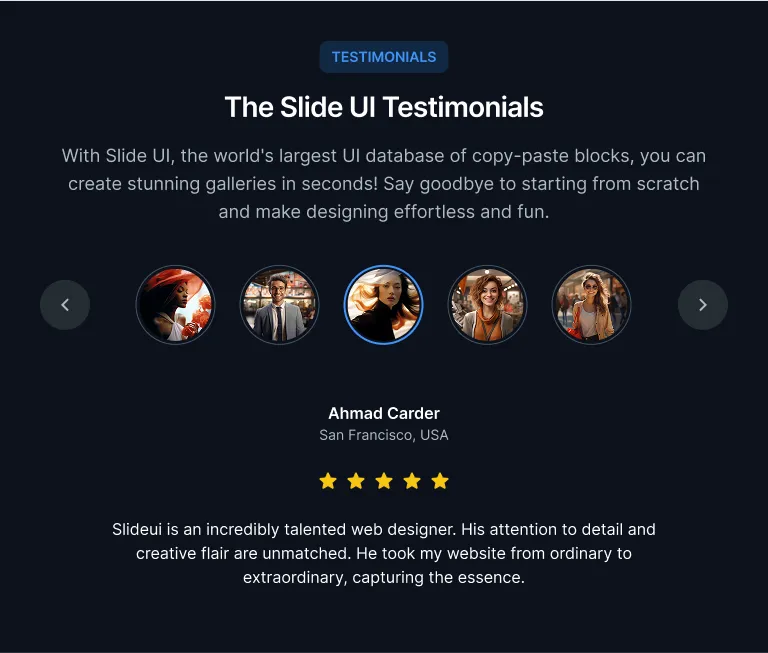 TESTIMONIALS
The Slide UI Testimonials
With Slide UI, the world's largest UI database of copy-paste blocks, you can
create stunning galleries in seconds! Say goodbye to starting from scratch
and make designing effortless and fun.
Ahmad Carder
San Francisco, USA
Slideui is an incredibly talented web designer. His attention to detail and
creative flair are unmatched. He took my website from ordinary to
extraordinary, capturing the essence.